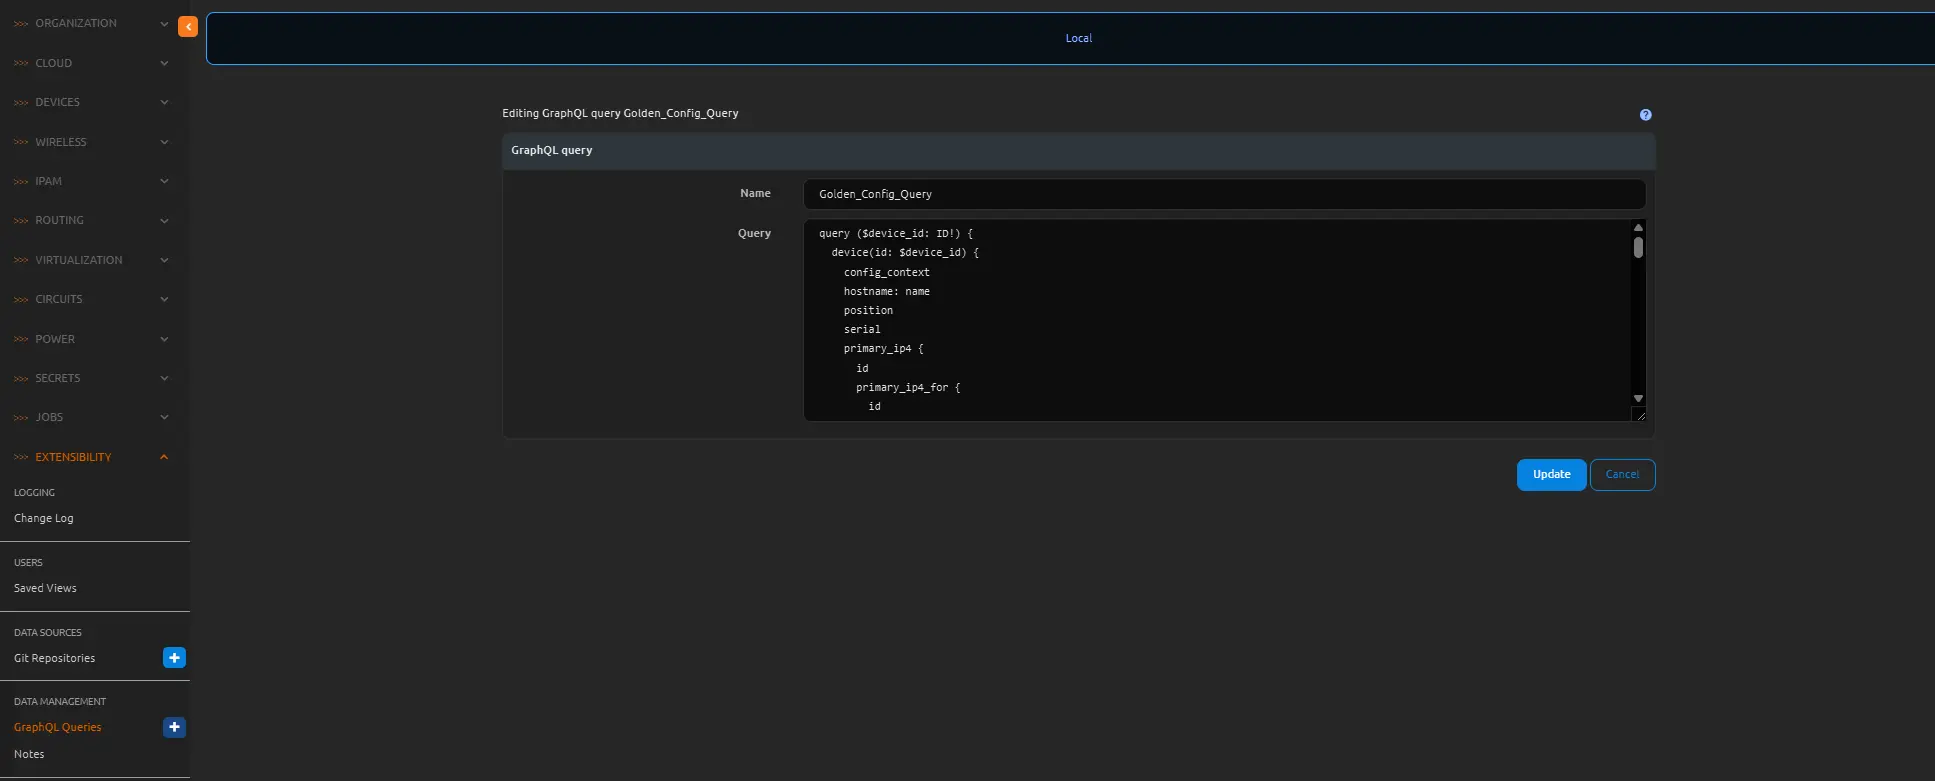 >>> ORGANIZATION
>>> CLOUD
>>> DEVICES
>>> WIRELESS
>>> IPAM
>>> ROUTING
>>> VIRTUALIZATION
>>> CIRCUITS
>>> POWER
>>> SECRETS
>>> JOBS
>>> EXTENSIBILITY
LOGGING
Change Log
USERS
Saved Views
DATA SOURCES
Git Repositories
DATA MANAGEMENT
GraphQL Queries
Notes
Local
Editing GraphQL query Golden_Config_Query
GraphQL query
Name
Golden_Config_Query
Query
query ($device_id: ID!) {
  device(id: $device_id) {
    config_context
    hostname: name
    position
    serial
    primary_ip4 {
      id
      primary_ip4_for {
        id
Update
Cancel